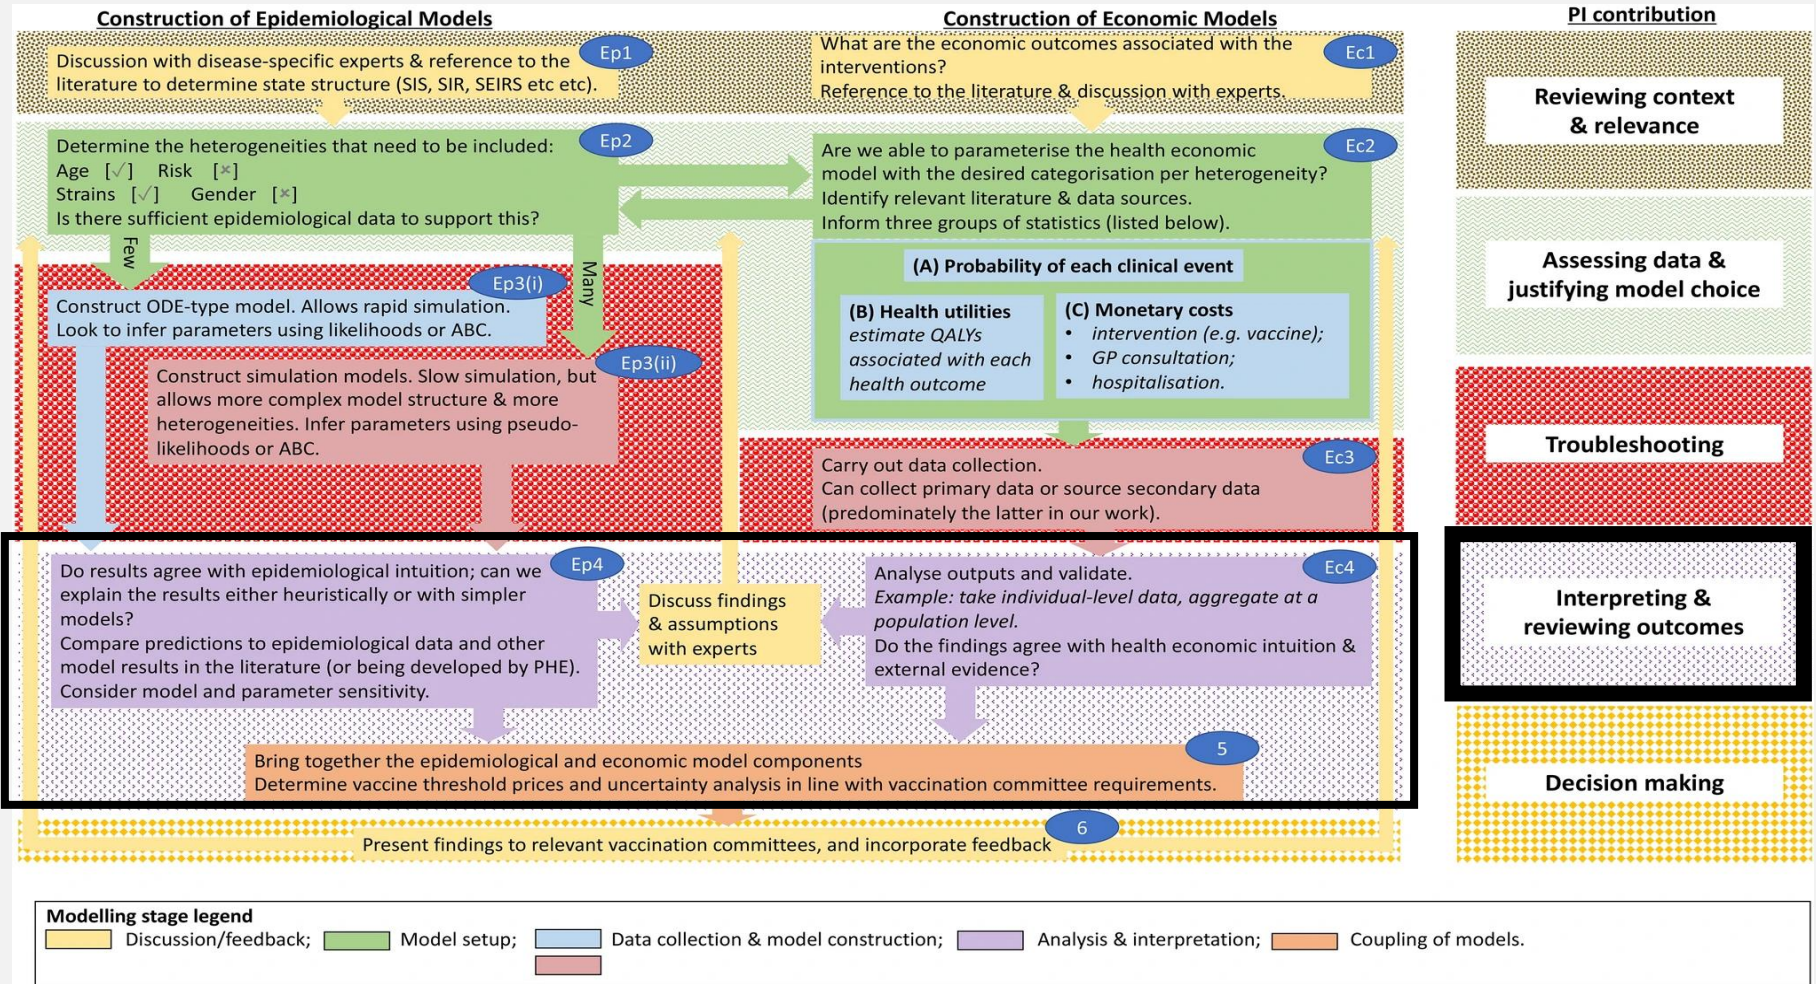 Construction of Epidemiological Models
Construction of Economic Models
PI contribution
Ep1
Discussion with disease-specific experts & reference to the
literature to determine state structure (SIS, SIR, SEIRS etc etc).
Ec1
What are the economic outcomes associated with the
interventions?
Reference to the literature & discussion with experts.
Reviewing context
& relevance
Ep2
Determine the heterogeneities that need to be included:
Age [✓] Risk [×]
Strains [✓] Gender [×]
Is there sufficient epidemiological data to support this?
Ec2
Are we able to parameterise the health economic
model with the desired categorisation per heterogeneity?
Identify relevant literature & data sources.
Inform three groups of statistics (listed below).
Few
Many
(A) Probability of each clinical event
(B) Health utilities
estimate QALYs
associated with each
health outcome
(C) Monetary costs
• intervention (e.g. vaccine);
• GP consultation;
• hospitalisation.
Assessing data &
justifying model choice
Ep3(i)
Construct ODE-type model. Allows rapid simulation.
Look to infer parameters using likelihoods or ABC.
Ep3(ii)
Construct simulation models. Slow simulation, but
allows more complex model structure & more
heterogeneities. Infer parameters using pseudo-
likelihoods or ABC.
Ec3
Carry out data collection.
Can collect primary data or source secondary data
(predominately the latter in our work).
Troubleshooting
Ep4
Do results agree with epidemiological intuition; can we
explain the results either heuristically or with simpler
models?
Compare predictions to epidemiological data and other
model results in the literature (or being developed by PHE).
Consider model and parameter sensitivity.
Discuss findings
& assumptions
with experts
Ec4
Analyse outputs and validate.
Example: take individual-level data, aggregate at a
population level.
Do the findings agree with health economic intuition &
external evidence?
Interpreting &
reviewing outcomes
5
Bring together the epidemiological and economic model components
Determine vaccine threshold prices and uncertainty analysis in line with vaccination committee requirements.
6
Present findings to relevant vaccination committees, and incorporate feedback
Decision making
Modelling stage legend
Discussion/feedback; Model setup; Data collection & model construction; Analysis & interpretation; Coupling of models.